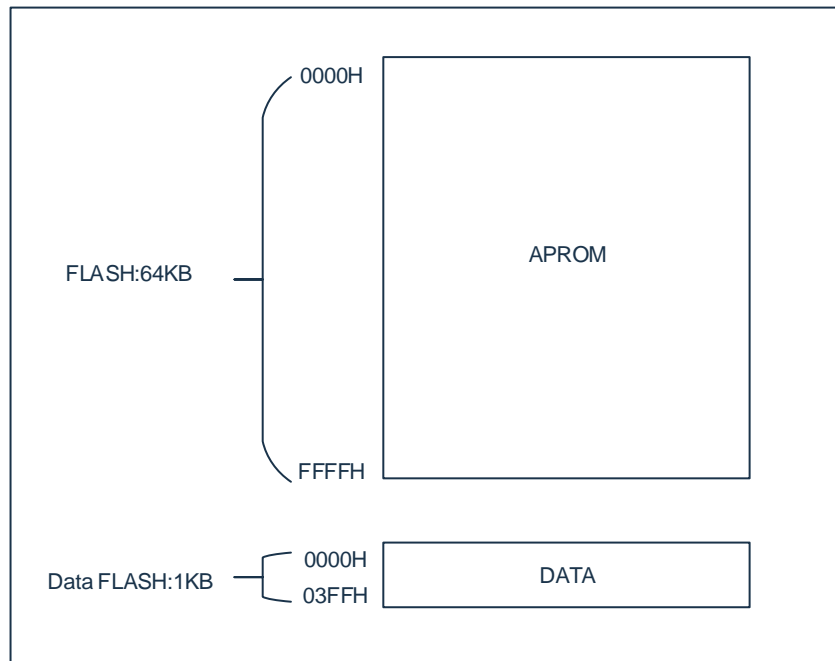 0000H
APROM
FLASH:64KB
FFFFH
0000H
Data FLASH:1KB
DATA
03FFH